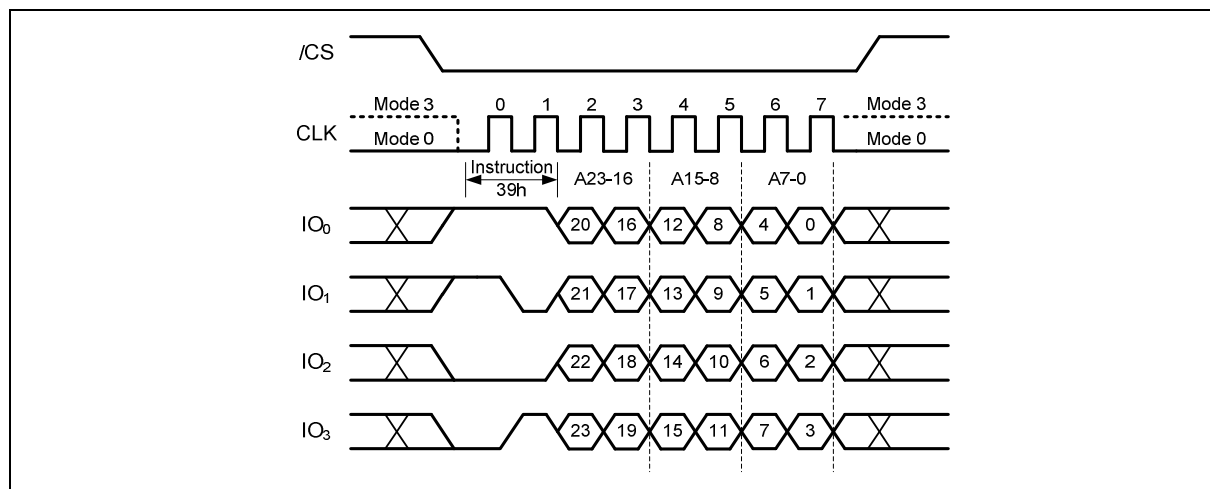 /CS
Mode 3 0 1 2 3 4 5 6 7 Mode 3
CLK Mode 0 Mode 0
Instruction
39h A23-16 A15-8 A7-0
IO0 20 16 12 8 4 0
IO1 21 17 13 9 5 1
IO2 22 18 14 10 6 2
IO3 23 19 15 11 7 3